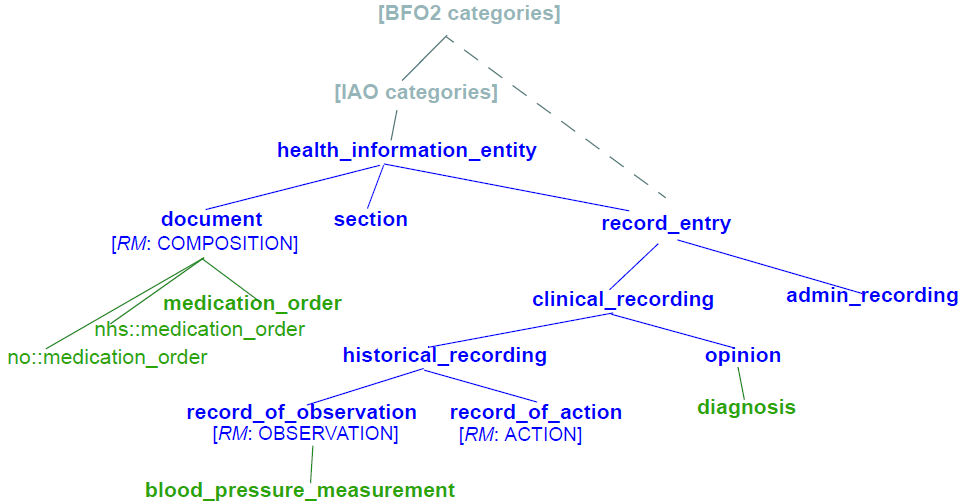 [BFO2 categories]
[IAO categories]
health_information_entity
document
[RM: COMPOSITION]
section
record_entry
medication_order
nhs::medication_order
no::medication_order
clinical_recording
admin_recording
historical_recording
opinion
record_of_observation
[RM: OBSERVATION]
record_of_action
[RM: ACTION]
diagnosis
blood_pressure_measurement